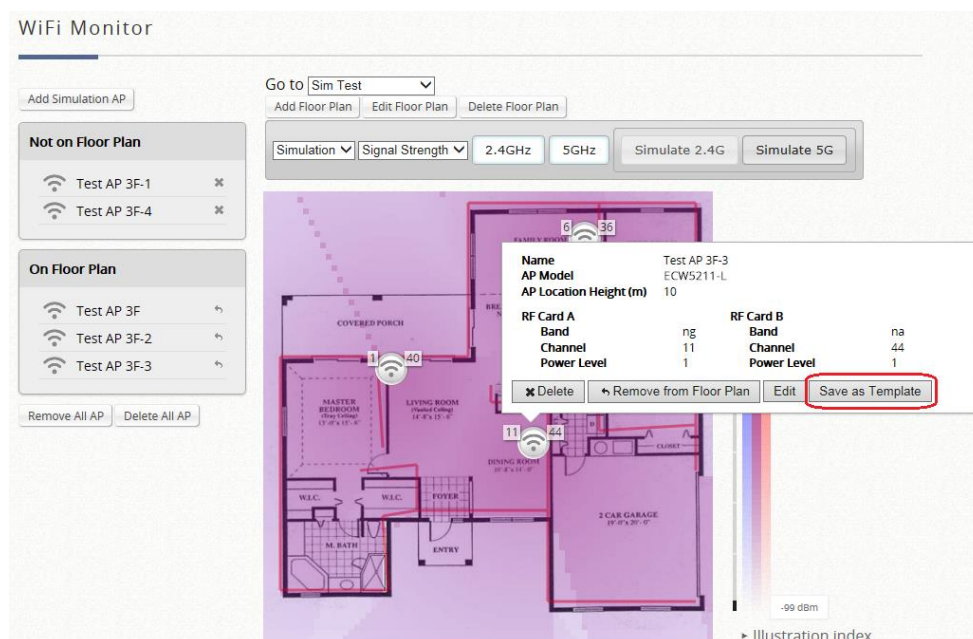 WiFi Monitor
Add Simulation AP
Not on Floor Plan
Test AP 3F-1
Test AP 3F-4
On Floor Plan
Test AP 3F
Test AP 3F-2
Test AP 3F-3
Remove All AP Delete All AP
Go to Sim Test
Add Floor Plan Edit Floor Plan Delete Floor Plan
Simulation Signal Strength 2.4GHz 5GHz Simulate 2.4G Simulate 5G
6 36
FAMILY ROOM
Name Test AP 3F-3
AP Model ECW5211-L
AP Location Height (m) 10
RF Card A RF Card B
Band ng Band na
Channel 11 Channel 44
Power Level 1 Power Level 1
Delete Remove from Floor Plan Edit Save as Template
COVERED PORCH
1 40
MASTER
BEDROOM
(Tray Ceiling)
LIVING ROOM
(Vaulted Ceiling)
11 44
DINING ROOM
CLOSET
W.I.C. W.I.C. FOYER
2 CAR GARAGE
M. BATH
ENTRY
-99 dBm
Illustration index